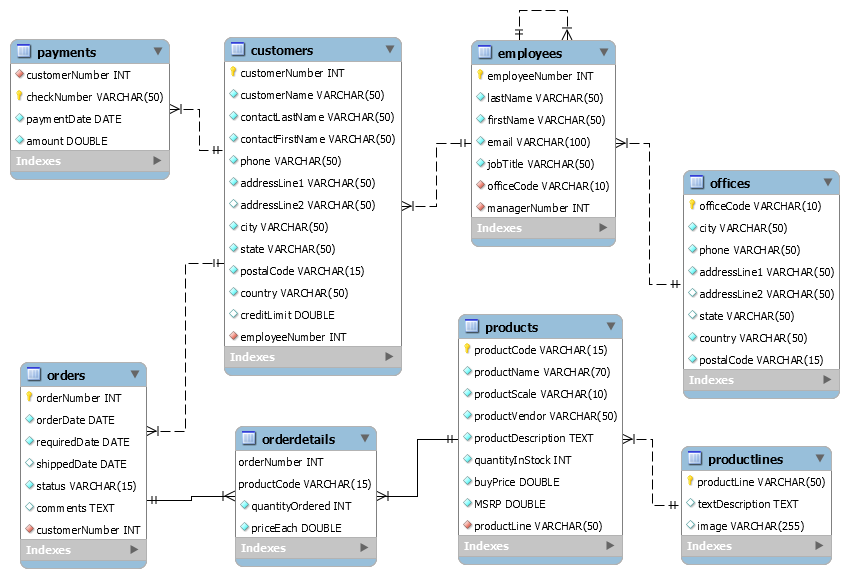 payments
customerNumber INT
checkNumber VARCHAR(50)
paymentDate DATE
amount DOUBLE
Indexes
customers
customerNumber INT
customerName VARCHAR(50)
contactLastName VARCHAR(50)
contactFirstName VARCHAR(50)
phone VARCHAR(50)
addressLine1 VARCHAR(50)
addressLine2 VARCHAR(50)
city VARCHAR(50)
state VARCHAR(50)
postalCode VARCHAR(15)
country VARCHAR(50)
creditLimit DOUBLE
employeeNumber INT
Indexes
employees
employeeNumber INT
lastName VARCHAR(50)
firstName VARCHAR(50)
email VARCHAR(100)
jobTitle VARCHAR(50)
officeCode VARCHAR(10)
managerNumber INT
Indexes
offices
officeCode VARCHAR(10)
city VARCHAR(50)
phone VARCHAR(50)
addressLine1 VARCHAR(50)
addressLine2 VARCHAR(50)
state VARCHAR(50)
country VARCHAR(50)
postalCode VARCHAR(15)
Indexes
orders
orderNumber INT
orderDate DATE
requiredDate DATE
shippedDate DATE
status VARCHAR(15)
comments TEXT
customerNumber INT
Indexes
orderdetails
orderNumber INT
productCode VARCHAR(15)
quantityOrdered INT
priceEach DOUBLE
Indexes
products
productCode VARCHAR(15)
productName VARCHAR(70)
productScale VARCHAR(10)
productVendor VARCHAR(50)
productDescription TEXT
quantityInStock INT
buyPrice DOUBLE
MSRP DOUBLE
productLine VARCHAR(50)
Indexes
productlines
productLine VARCHAR(50)
textDescription TEXT
image VARCHAR(255)
Indexes